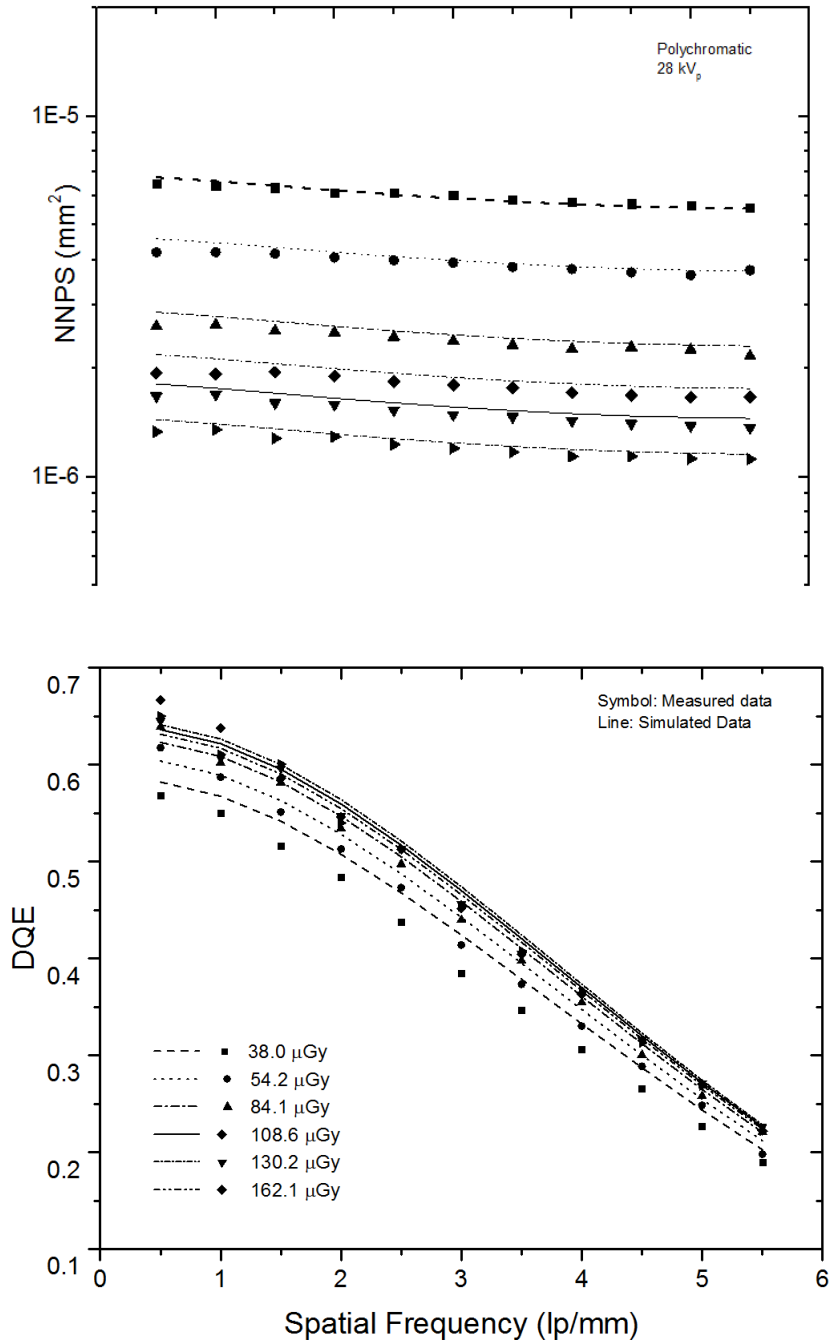 Polychromatic
28 kVp
1E-5
NNPS (mm²)
1E-6
0.7
Symbol: Measured data
Line: Simulated Data
0.6
0.5
DQE
0.4
0.3
38.0 μGy
54.2 μGy
84.1 μGy
108.6 μGy
130.2 μGy
162.1 μGy
0.2
0.1
0 1 2 3 4 5 6
Spatial Frequency (lp/mm)